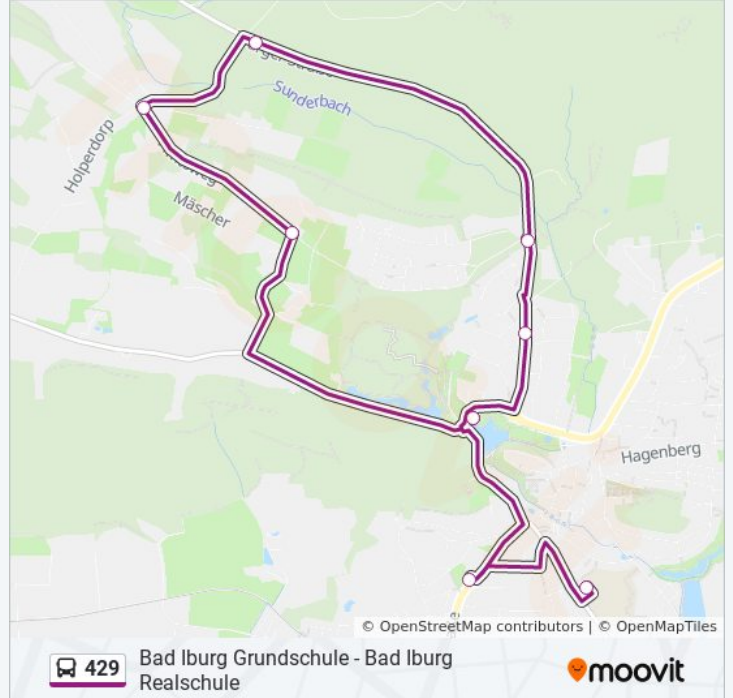 Sunderbach
Holperdorp
Mäscher
Hagenberg
© OpenStreetMap contributors | © OpenMapTiles
429
Bad Iburg Grundschule - Bad Iburg
Realschule
moovit